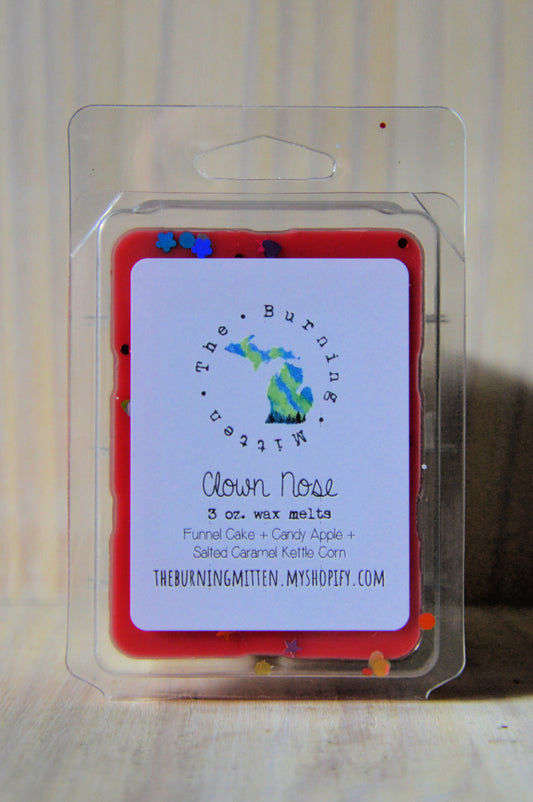 The • Burning • Mitten •
Clown Nose
3 oz. wax melts
Funnel Cake + Candy Apple +
Salted Caramel Kettle Corn
THEBURNINGMITTEN.MYSHOPIFY.COM